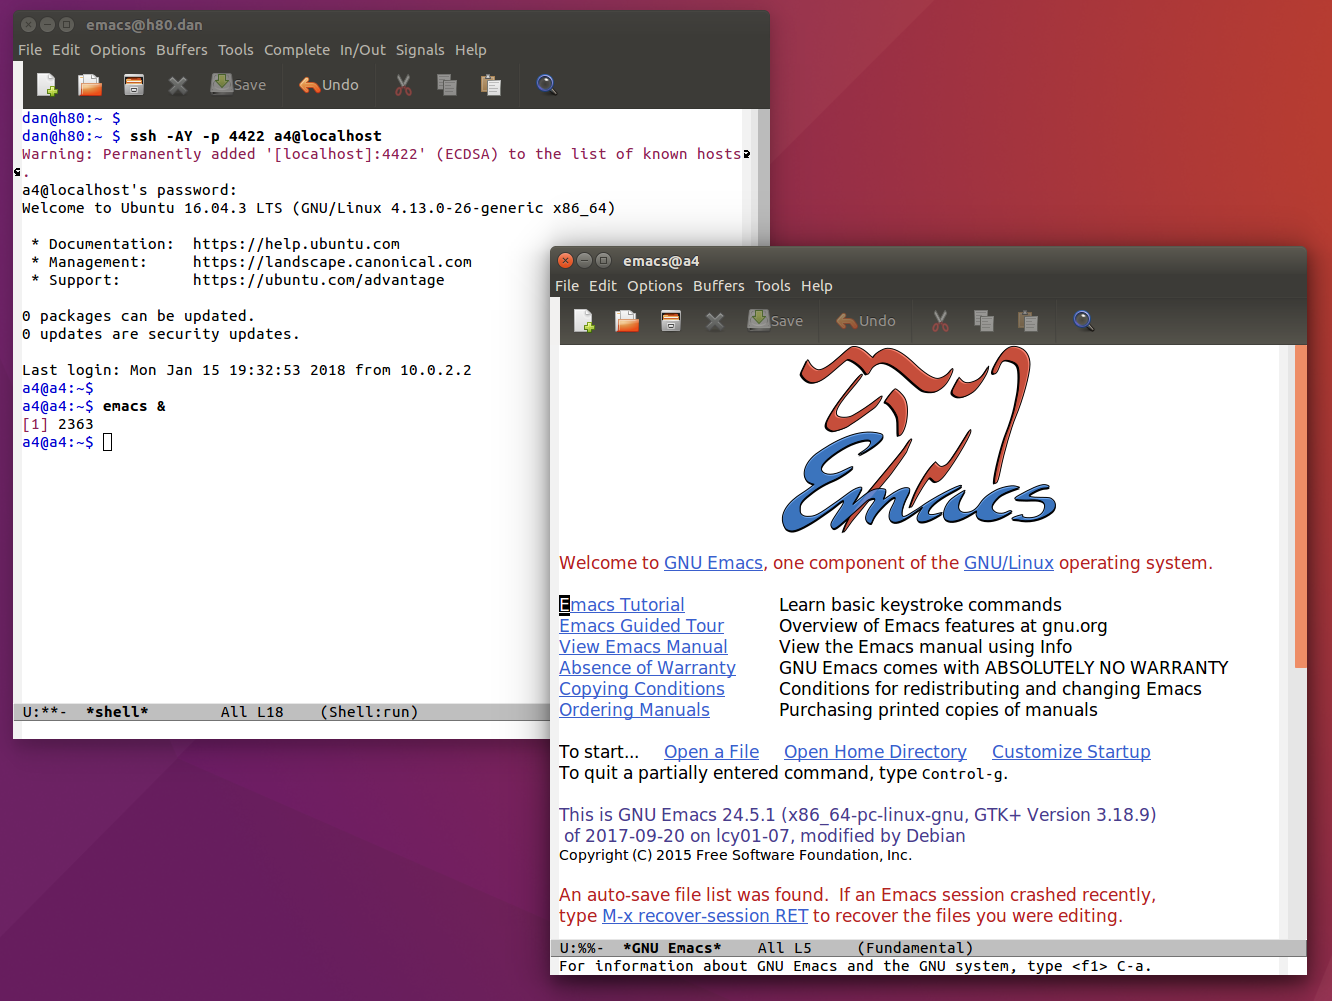 emacs@h80.dan
File Edit Options Buffers Tools Complete In/Out Signals Help
Save Undo
dan@h80:~ $
dan@h80:~ $ ssh -AY -p 4422 a4@localhost
Warning: Permanently added '[localhost]:4422' (ECDSA) to the list of known hosts
.
a4@localhost's password:
Welcome to Ubuntu 16.04.3 LTS (GNU/Linux 4.13.0-26-generic x86_64)
* Documentation:  https://help.ubuntu.com
* Management:     https://landscape.canonical.com
* Support:        https://ubuntu.com/advantage
0 packages can be updated.
0 updates are security updates.
Last login: Mon Jan 15 19:32:53 2018 from 10.0.2.2
a4@a4:~$
a4@a4:~$ emacs &
[1] 2363
a4@a4:~$
U:**-  *shell*        All L18    (Shell:run)
emacs@a4
File Edit Options Buffers Tools Help
Save Undo
Emacs
Welcome to GNU Emacs, one component of the GNU/Linux operating system.
Emacs Tutorial Learn basic keystroke commands
Emacs Guided Tour Overview of Emacs features at gnu.org
View Emacs Manual View the Emacs manual using Info
Absence of Warranty GNU Emacs comes with ABSOLUTELY NO WARRANTY
Copying Conditions Conditions for redistributing and changing Emacs
Ordering Manuals Purchasing printed copies of manuals
To start... Open a File Open Home Directory Customize Startup
To quit a partially entered command, type Control-g.
This is GNU Emacs 24.5.1 (x86_64-pc-linux-gnu, GTK+ Version 3.18.9)
of 2017-09-20 on lcy01-07, modified by Debian
Copyright (C) 2015 Free Software Foundation, Inc.
An auto-save file list was found.  If an Emacs session crashed recently,
type M-x recover-session RET to recover the files you were editing.
U:%%-  *GNU Emacs*    All L5     (Fundamental)
For information about GNU Emacs and the GNU system, type <f1> C-a.